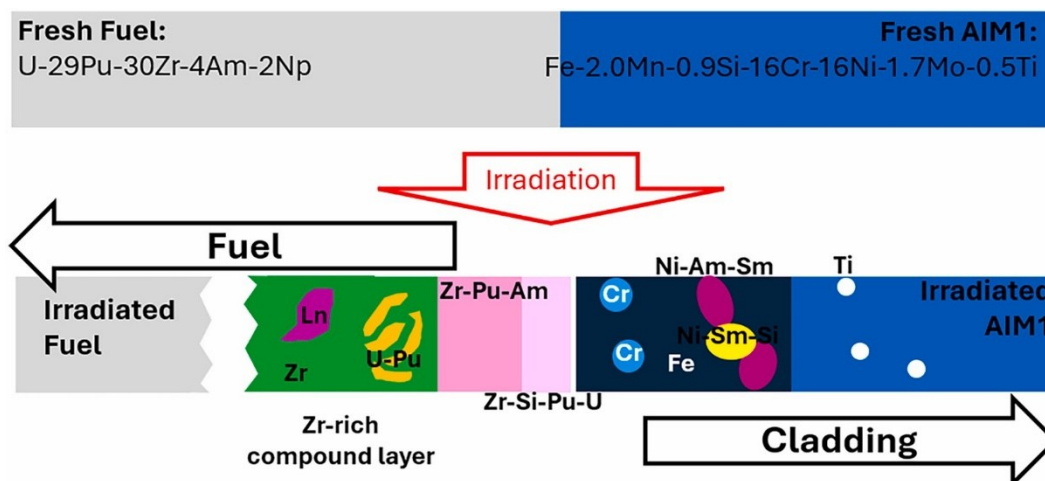 Fresh Fuel:
U-29Pu-30Zr-4Am-2Np
Fresh AIM1:
Fe-2.0Mn-0.9Si-16Cr-16Ni-1.7Mo-0.5Ti
Irradiation
Fuel
Irradiated
Fuel
Ln
Zr
U-Pu
Zr-Pu-Am
Zr-Si-Pu-U
Zr-rich
compound layer
Cr
Cr
Fe
Ni-Am-Sm
Ni-Sm-Si
Ti
Irradiated
AIM1
Cladding